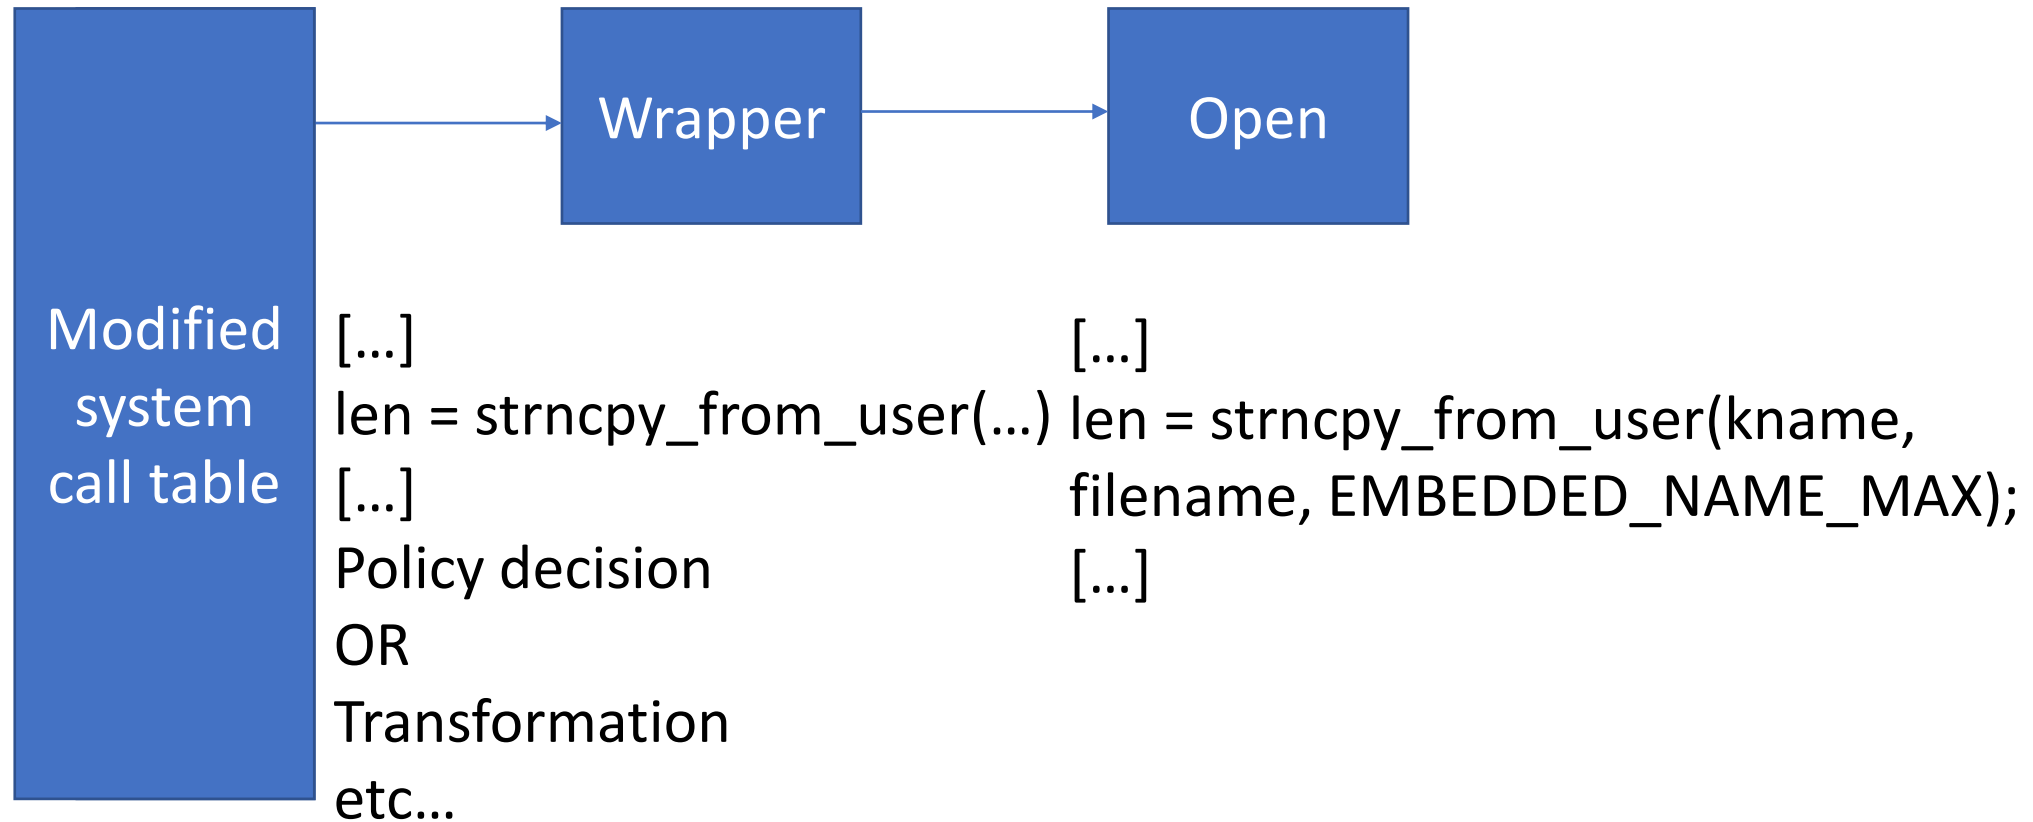 Modified
system
call table
Wrapper
Open
[…]
len = strncpy_from_user(…)
[…]
Policy decision
OR
Transformation
etc…
[…]
len = strncpy_from_user(kname,
filename, EMBEDDED_NAME_MAX);
[…]